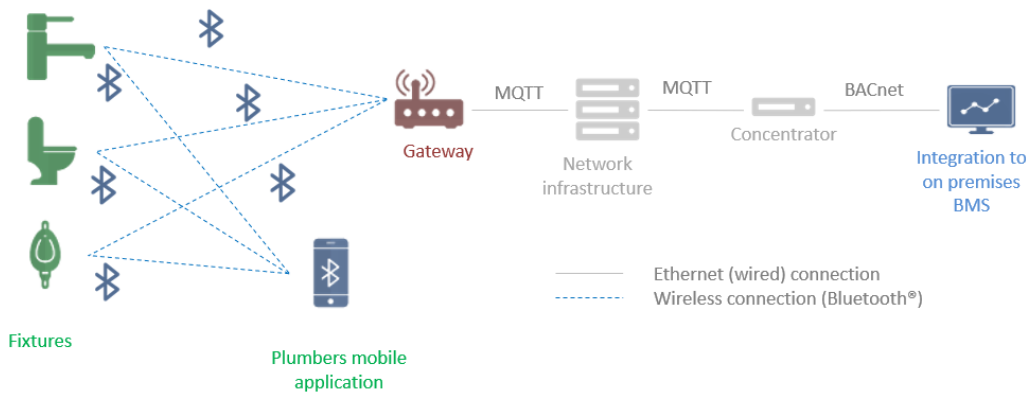 MQTT
MQTT
BACnet
Gateway
Network
infrastructure
Concentrator
Integration to
on premises
BMS
Ethernet (wired) connection
Wireless connection (Bluetooth®)
Fixtures
Plumbers mobile
application